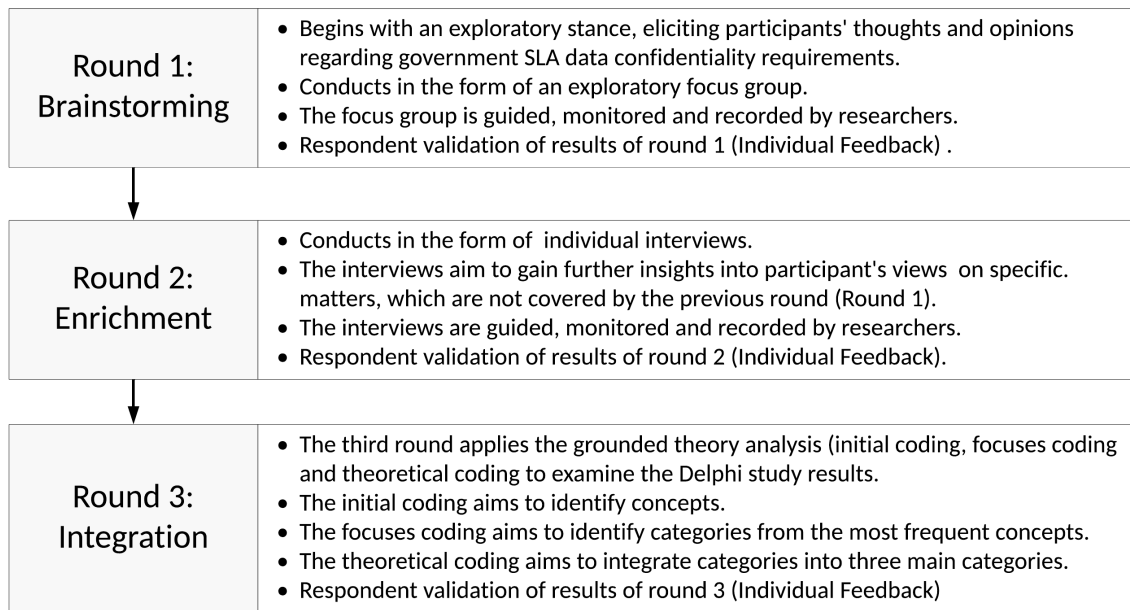 Round 1:
Brainstorming
• Begins with an exploratory stance, eliciting participants' thoughts and opinions
regarding government SLA data confidentiality requirements.
• Conducts in the form of an exploratory focus group.
• The focus group is guided, monitored and recorded by researchers.
• Respondent validation of results of round 1 (Individual Feedback) .
Round 2:
Enrichment
• Conducts in the form of  individual interviews.
• The interviews aim to gain further insights into participant's views  on specific.
matters, which are not covered by the previous round (Round 1).
• The interviews are guided, monitored and recorded by researchers.
• Respondent validation of results of round 2 (Individual Feedback).
Round 3:
Integration
• The third round applies the grounded theory analysis (initial coding, focuses coding
and theoretical coding to examine the Delphi study results.
• The initial coding aims to identify concepts.
• The focuses coding aims to identify categories from the most frequent concepts.
• The theoretical coding aims to integrate categories into three main categories.
• Respondent validation of results of round 3 (Individual Feedback)